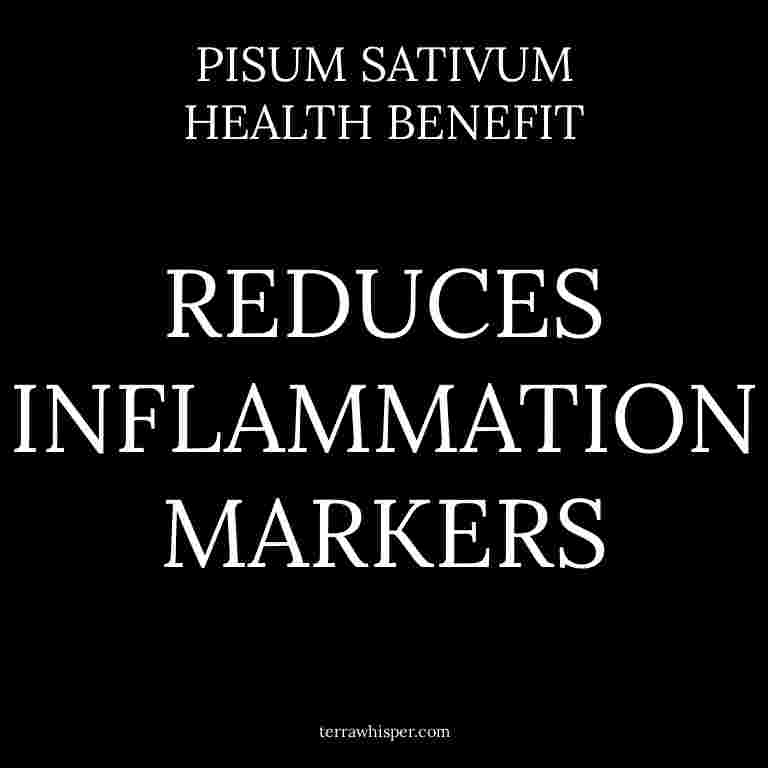 PISUM SATIVUM
HEALTH BENEFIT
REDUCES
INFLAMMATION
MARKERS
terrawhisper.com